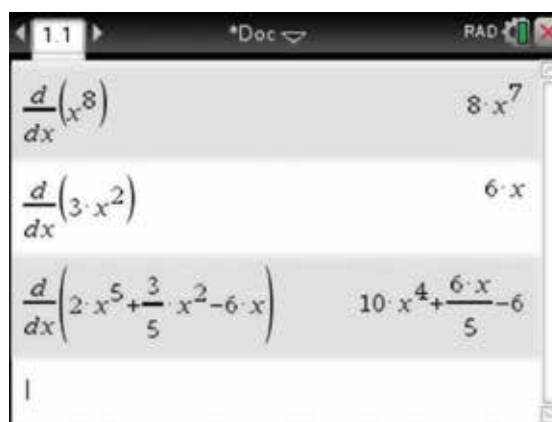 1.1 *Doc RAD
d/dx(x^8) 8·x^7
d/dx(3·x^2) 6·x
d/dx(2·x^5+3/5·x^2-6·x) 10·x^4+6·x/5-6